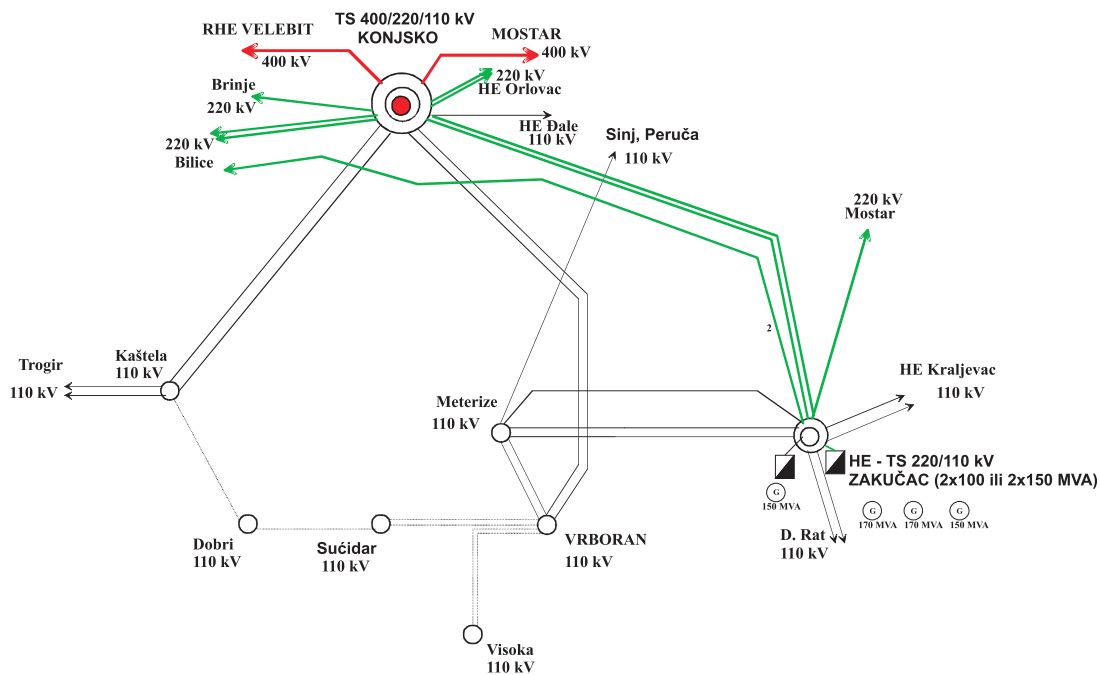 TS 400/220/110 kV
KONJSKO
RHE VELEBIT
400 kV
MOSTAR
400 kV
220 kV
HE Orlovac
Brinje
220 kV
HE Đale
110 kV
220 kV
Bilice
Sinj, Peruča
110 kV
220 kV
Mostar
2
Trogir
110 kV
Kaštela
110 kV
HE Kraljevac
110 kV
Meterize
110 kV
HE - TS 220/110 kV
ZAKUČAC (2x100 ili 2x150 MVA)
G
150 MVA
G
170 MVA
G
170 MVA
G
150 MVA
D. Rat
110 kV
Dobri
110 kV
Sućidar
110 kV
VRBORAN
110 kV
Visoka
110 kV